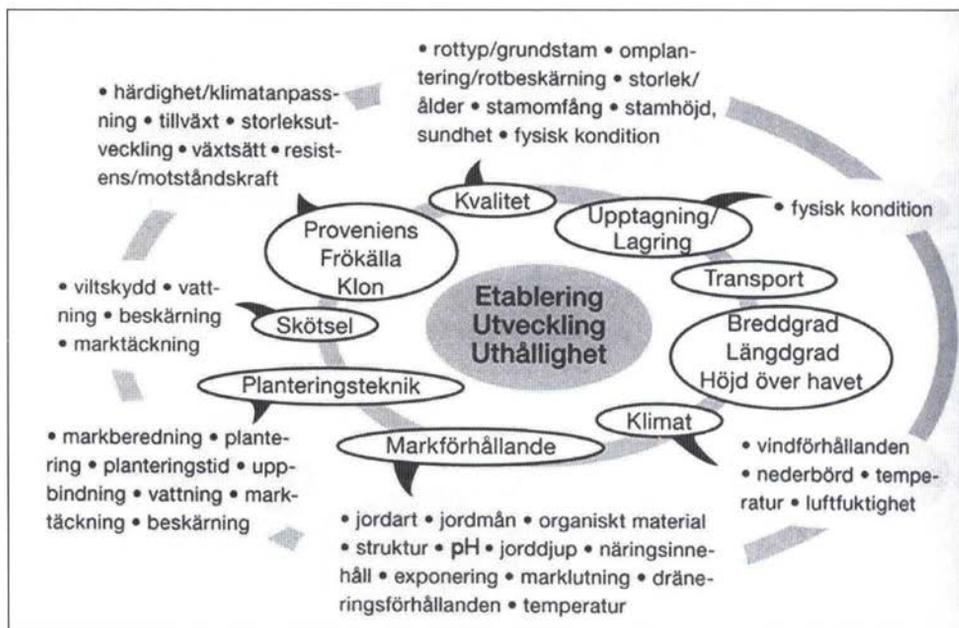 • rottyp/grundstam • omplan-
tering/rotbeskärning • storlek/
ålder • stamomfång • stamhöjd,
sundhet • fysisk kondition
• härdighet/klimatanpass-
ning • tillväxt • storleksut-
veckling • växtsätt • resist-
ens/motståndskraft
Kvalitet
Upptagning/
Lagring
• fysisk kondition
Proveniens
Frökälla
Klon
Transport
• viltskydd • vatt-
ning • beskärning
• marktäckning
Skötsel
Etablering
Utveckling
Uthållighet
Breddgrad
Längdgrad
Höjd över havet
Planteringsteknik
Klimat
Markförhållande
• markberedning • plante-
ring • planteringstid • upp-
bindning • vattning • mark-
täckning • beskärning
• vindförhållanden
• nederbörd • tempe-
ratur • luftfuktighet
• jordart • jordmån • organiskt material
• struktur • pH • jorddjup • näringsinne-
håll • exponering • marklutning • dräne-
ringsförhållanden • temperatur